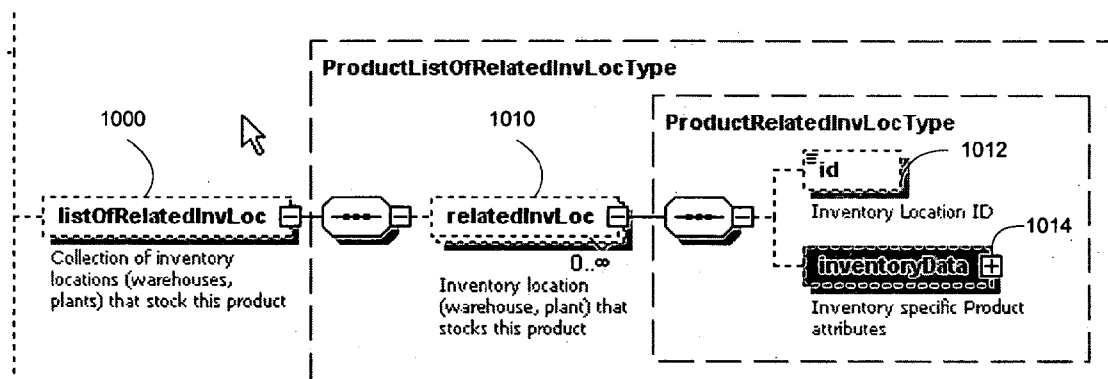 ProductListOfRelatedInvLocType
ProductRelatedInvLocType
1000
1010
1012
1014
listOfRelatedInvLoc
relatedInvLoc
0..∞
id
Inventory Location ID
inventoryData
Inventory specific Product
attributes
Collection of inventory
locations (warehouses,
plants) that stock this product
Inventory location
(warehouse, plant) that
stocks this product